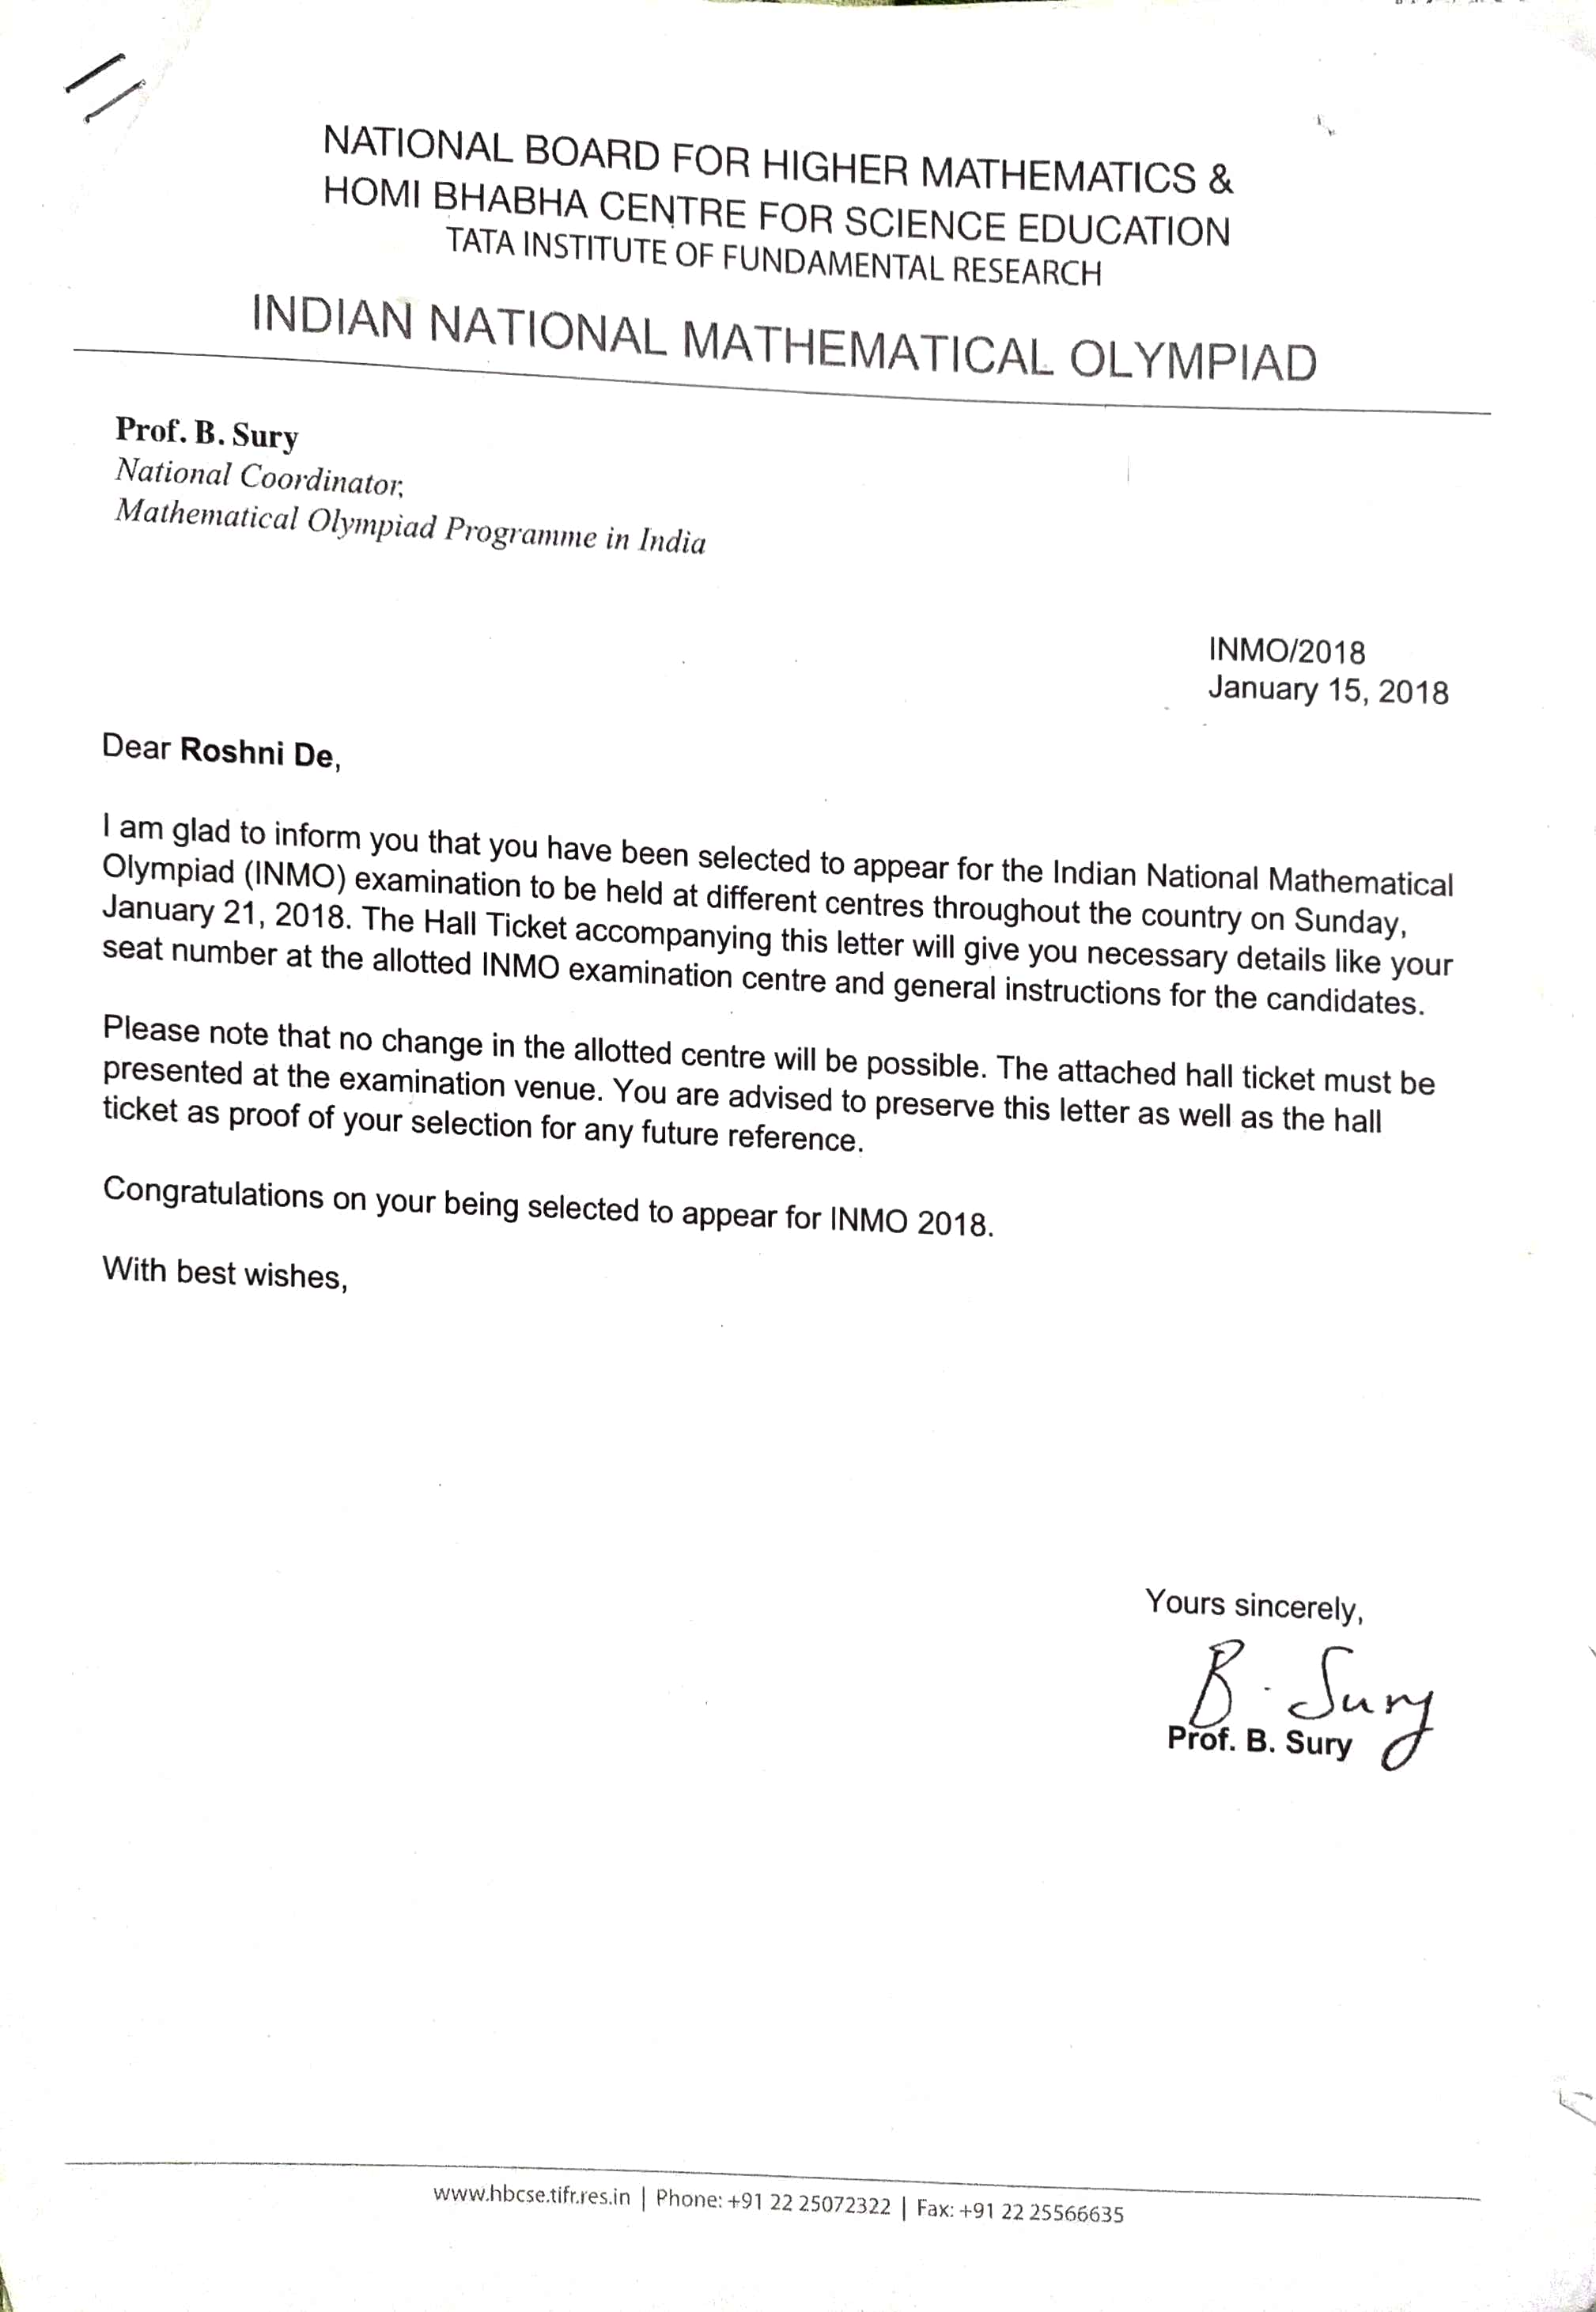 NATIONAL BOARD FOR HIGHER MATHEMATICS &
HOMI BHABHA CENTRE FOR SCIENCE EDUCATION
TATA INSTITUTE OF FUNDAMENTAL RESEARCH
INDIAN NATIONAL MATHEMATICAL OLYMPIAD
Prof. B. Sury
National Coordinator,
Mathematical Olympiad Programme in India
INMO/2018
January 15, 2018
Dear Roshni De,
I am glad to inform you that you have been selected to appear for the Indian National Mathematical
Olympiad (INMO) examination to be held at different centres throughout the country on Sunday,
January 21, 2018. The Hall Ticket accompanying this letter will give you necessary details like your
seat number at the allotted INMO examination centre and general instructions for the candidates.
Please note that no change in the allotted centre will be possible. The attached hall ticket must be
presented at the examination venue. You are advised to preserve this letter as well as the hall
ticket as proof of your selection for any future reference.
Congratulations on your being selected to appear for INMO 2018.
With best wishes,
Yours sincerely,
B. Sury
Prof. B. Sury
www.hbcse.tifr.res.in | Phone: +91 22 25072322 | Fax: +91 22 25566635